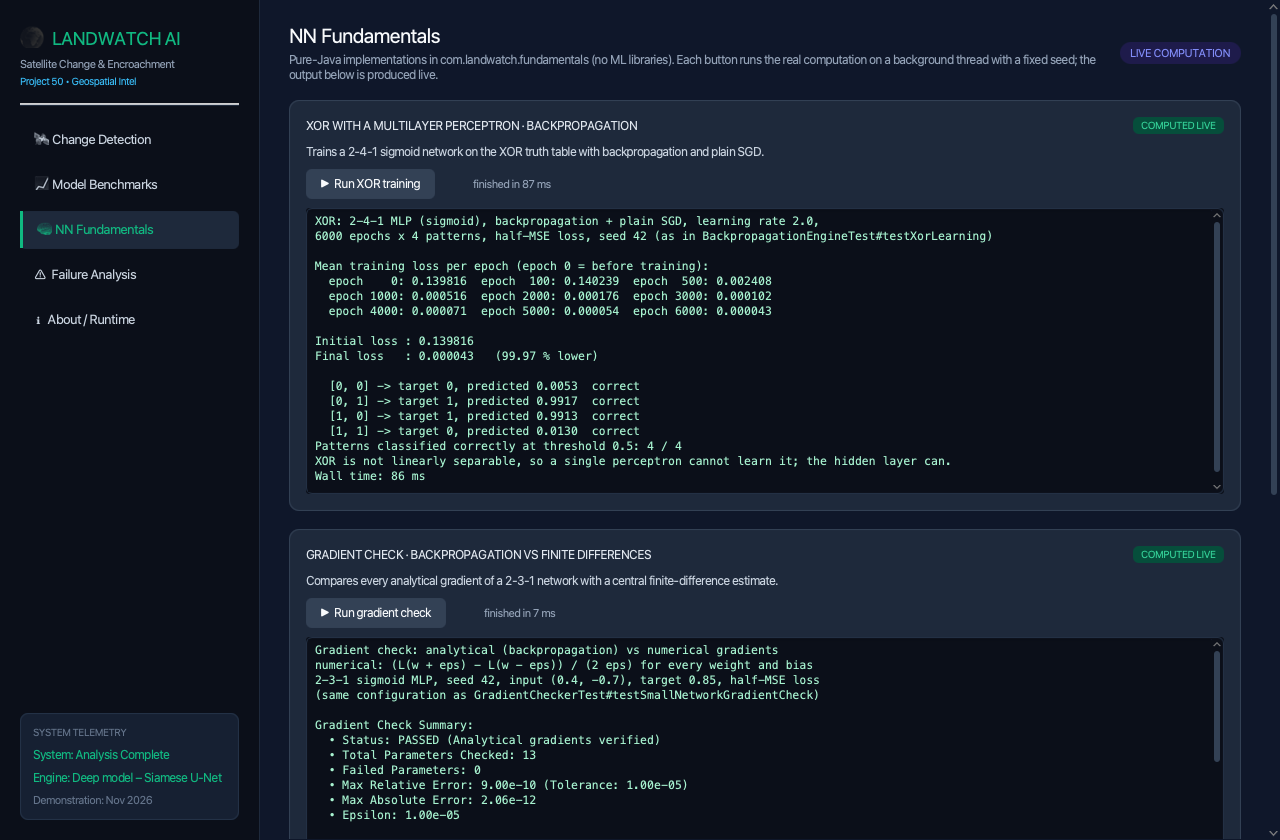 LANDWATCH AI
Satellite Change & Encroachment
Project 50 • Geospatial Intel
Change Detection
Model Benchmarks
NN Fundamentals
Failure Analysis
About / Runtime
SYSTEM TELEMETRY
System: Analysis Complete
Engine: Deep model – Siamese U-Net
Demonstration: Nov 2026
NN Fundamentals
Pure-Java implementations in com.landwatch.fundamentals (no ML libraries). Each button runs the real computation on a background thread with a fixed seed; the
output below is produced live.
LIVE COMPUTATION
XOR WITH A MULTILAYER PERCEPTRON · BACKPROPAGATION
COMPUTED LIVE
Trains a 2-4-1 sigmoid network on the XOR truth table with backpropagation and plain SGD.
▶ Run XOR training
finished in 87 ms
XOR: 2-4-1 MLP (sigmoid), backpropagation + plain SGD, learning rate 2.0,
6000 epochs x 4 patterns, half-MSE loss, seed 42 (as in BackpropagationEngineTest#testXorLearning)
Mean training loss per epoch (epoch 0 = before training):
epoch    0: 0.139816  epoch  100: 0.140239  epoch  500: 0.002408
epoch 1000: 0.000516  epoch 2000: 0.000176  epoch 3000: 0.000102
epoch 4000: 0.000071  epoch 5000: 0.000054  epoch 6000: 0.000043
Initial loss : 0.139816
Final loss   : 0.000043   (99.97 % lower)
[0, 0] -> target 0, predicted 0.0053  correct
[0, 1] -> target 1, predicted 0.9917  correct
[1, 0] -> target 1, predicted 0.9913  correct
[1, 1] -> target 0, predicted 0.0130  correct
Patterns classified correctly at threshold 0.5: 4 / 4
XOR is not linearly separable, so a single perceptron cannot learn it; the hidden layer can.
Wall time: 86 ms
GRADIENT CHECK · BACKPROPAGATION VS FINITE DIFFERENCES
COMPUTED LIVE
Compares every analytical gradient of a 2-3-1 network with a central finite-difference estimate.
▶ Run gradient check
finished in 7 ms
Gradient check: analytical (backpropagation) vs numerical gradients
numerical: (L(w + eps) - L(w - eps)) / (2 eps) for every weight and bias
2-3-1 sigmoid MLP, seed 42, input (0.4, -0.7), target 0.85, half-MSE loss
(same configuration as GradientCheckerTest#testSmallNetworkGradientCheck)
Gradient Check Summary:
• Status: PASSED (Analytical gradients verified)
• Total Parameters Checked: 13
• Failed Parameters: 0
• Max Relative Error: 9.00e-10 (Tolerance: 1.00e-05)
• Max Absolute Error: 2.06e-12
• Epsilon: 1.00e-05